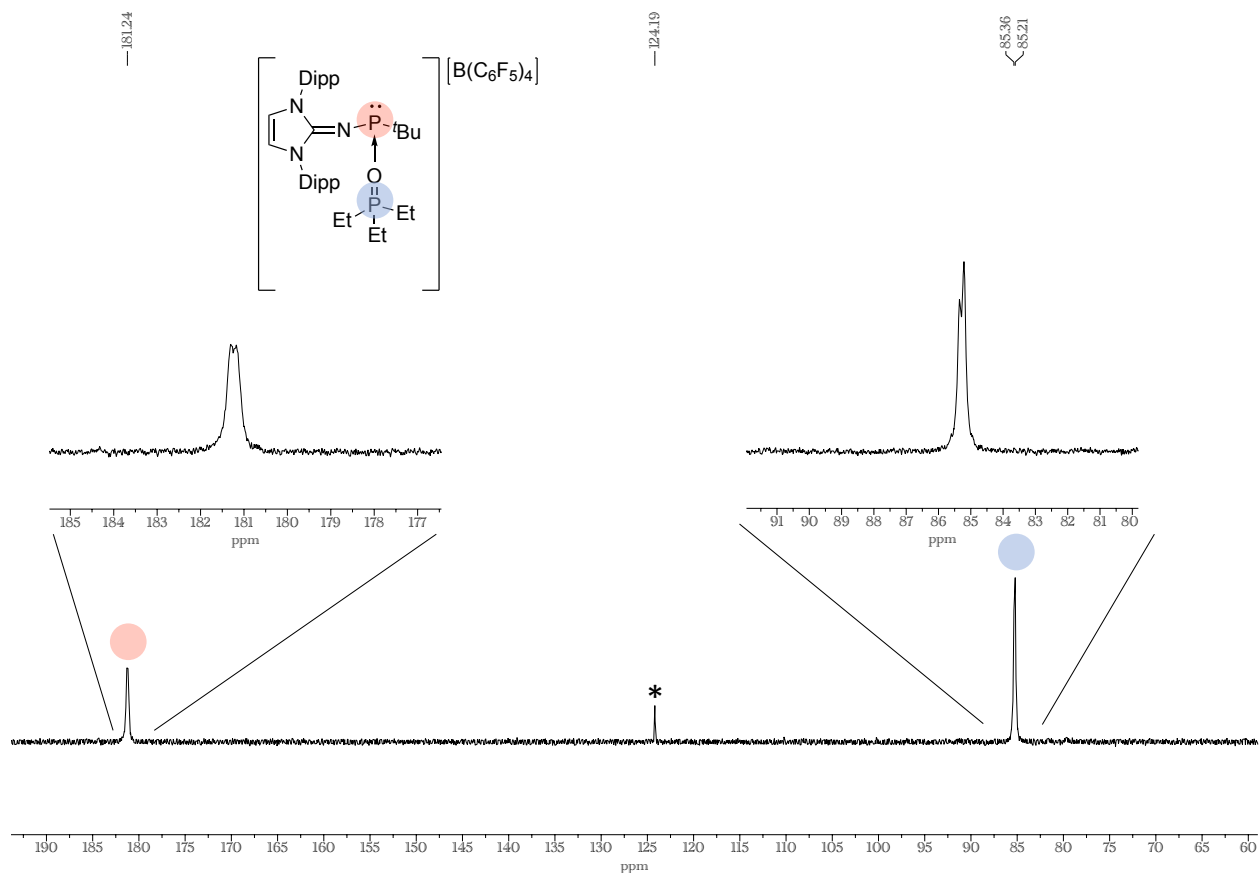 181.24
124.19
85.36
85.21
Dipp
[B(C6F5)4]
N
N
P
tBu
N
Dipp
O
P
Et
Et
Et
185 184 183 182 181 180 179 178 177
ppm
91 90 89 88 87 86 85 84 83 82 81 80
ppm
*
190 185 180 175 170 165 160 155 150 145 140 135 130 125 120 115 110 105 100 95 90 85 80 75 70 65 60
ppm